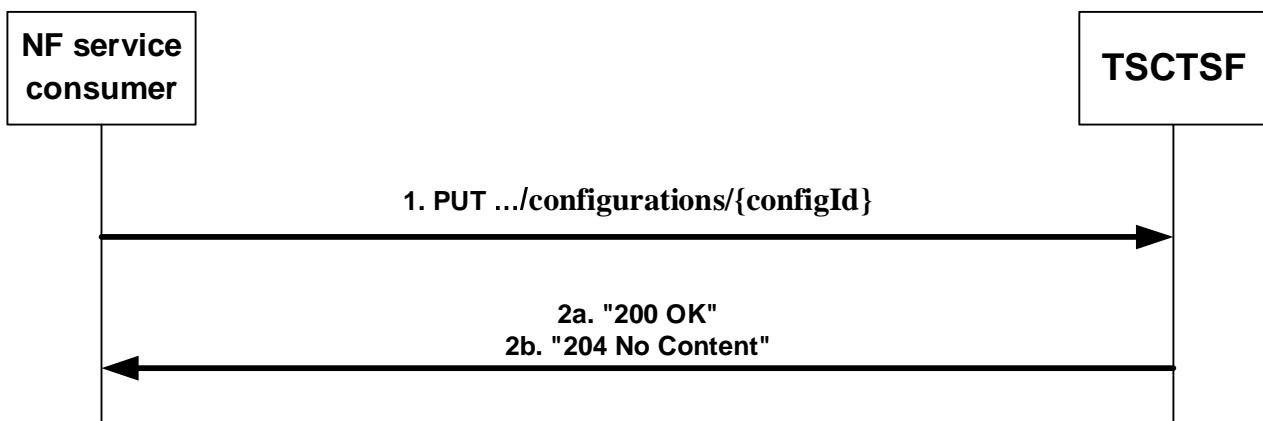 NF service
consumer
TSCTSF
1. PUT .../configurations/{configId}
2a. "200 OK"
2b. "204 No Content"